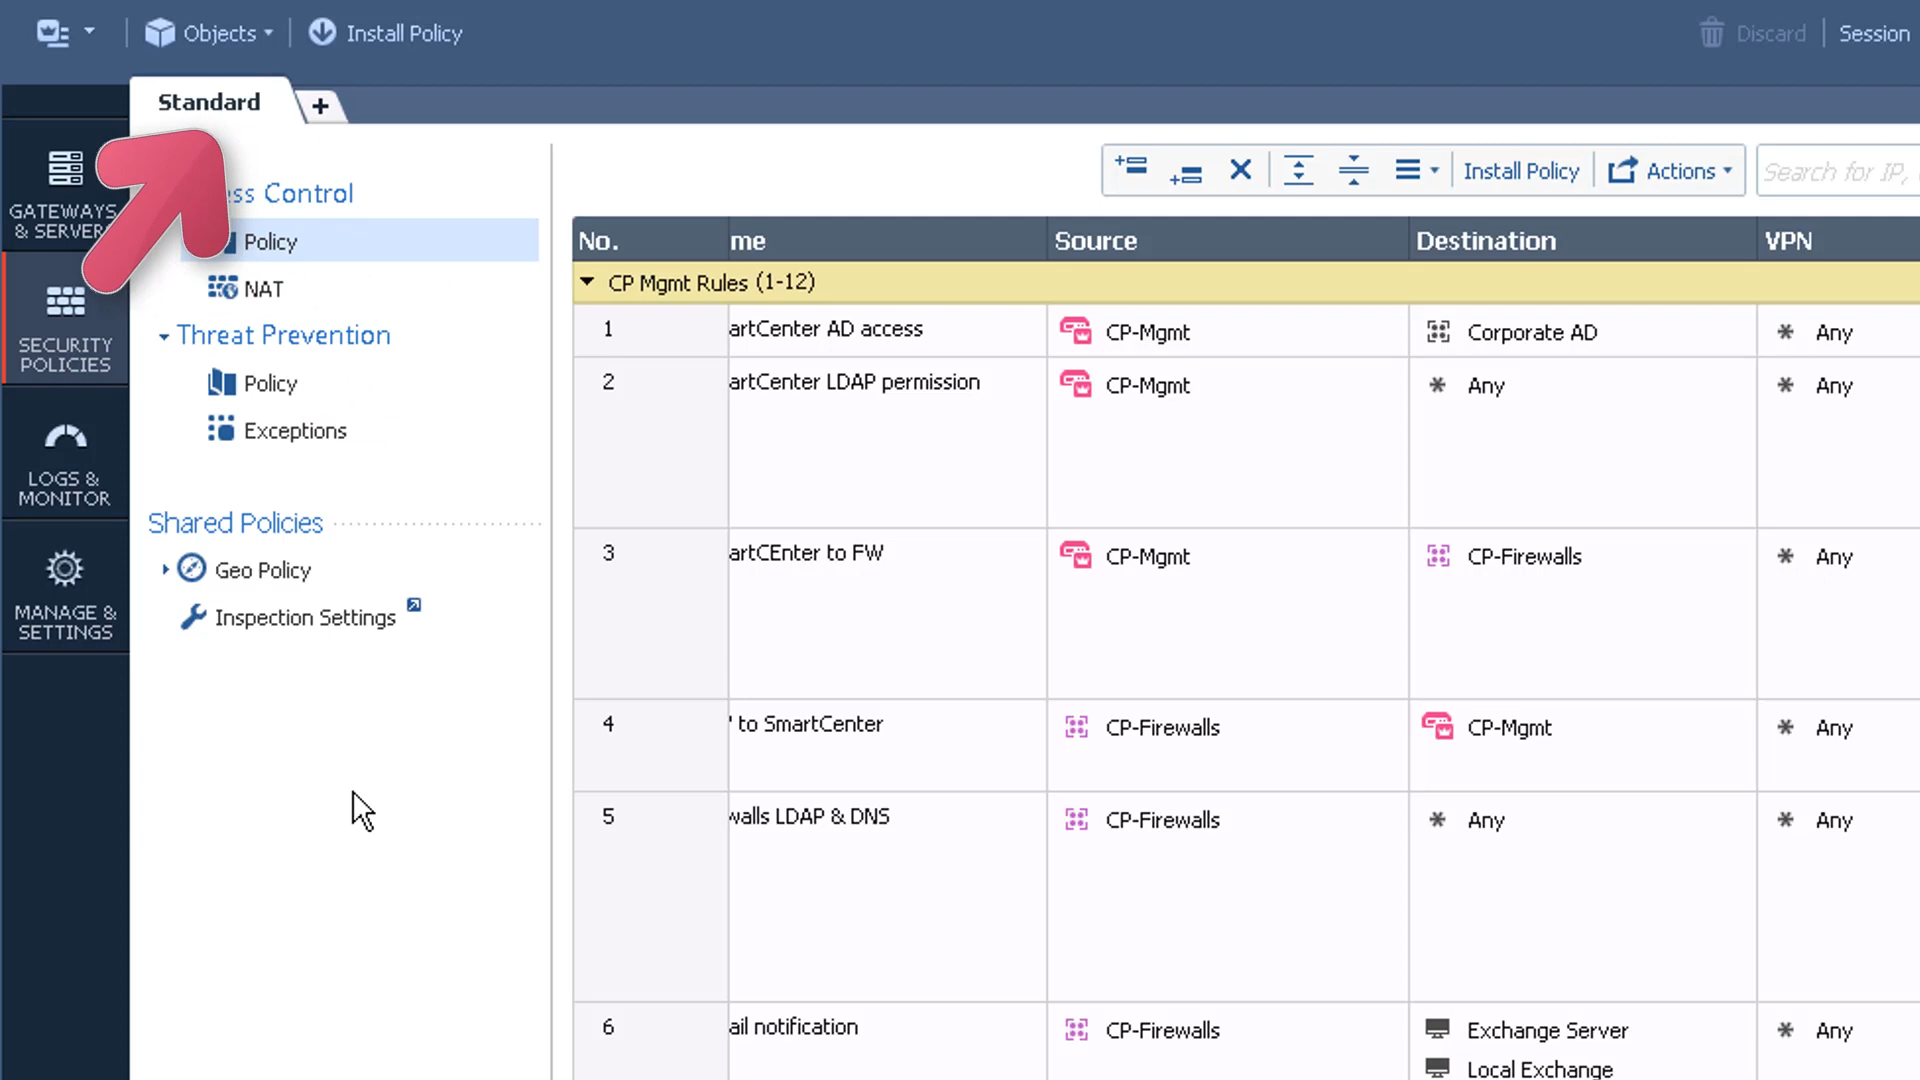 Objects
Install Policy
Discard
Session
Standard
+
GATEWAYS
& SERVER
SECURITY
POLICIES
LOGS &
MONITOR
MANAGE &
SETTINGS
ess Control
Policy
NAT
Threat Prevention
Policy
Exceptions
Shared Policies
Geo Policy
Inspection Settings
Install Policy
Actions
Search for IP,
No. me Source Destination VPN
CP Mgmt Rules (1-12)
1 artCenter AD access CP-Mgmt Corporate AD * Any
2 artCenter LDAP permission CP-Mgmt * Any * Any
3 artCEnter to FW CP-Mgmt CP-Firewalls * Any
4 to SmartCenter CP-Firewalls CP-Mgmt * Any
5 walls LDAP & DNS CP-Firewalls * Any * Any
6 ail notification CP-Firewalls Exchange Server * Any
Local Exchange